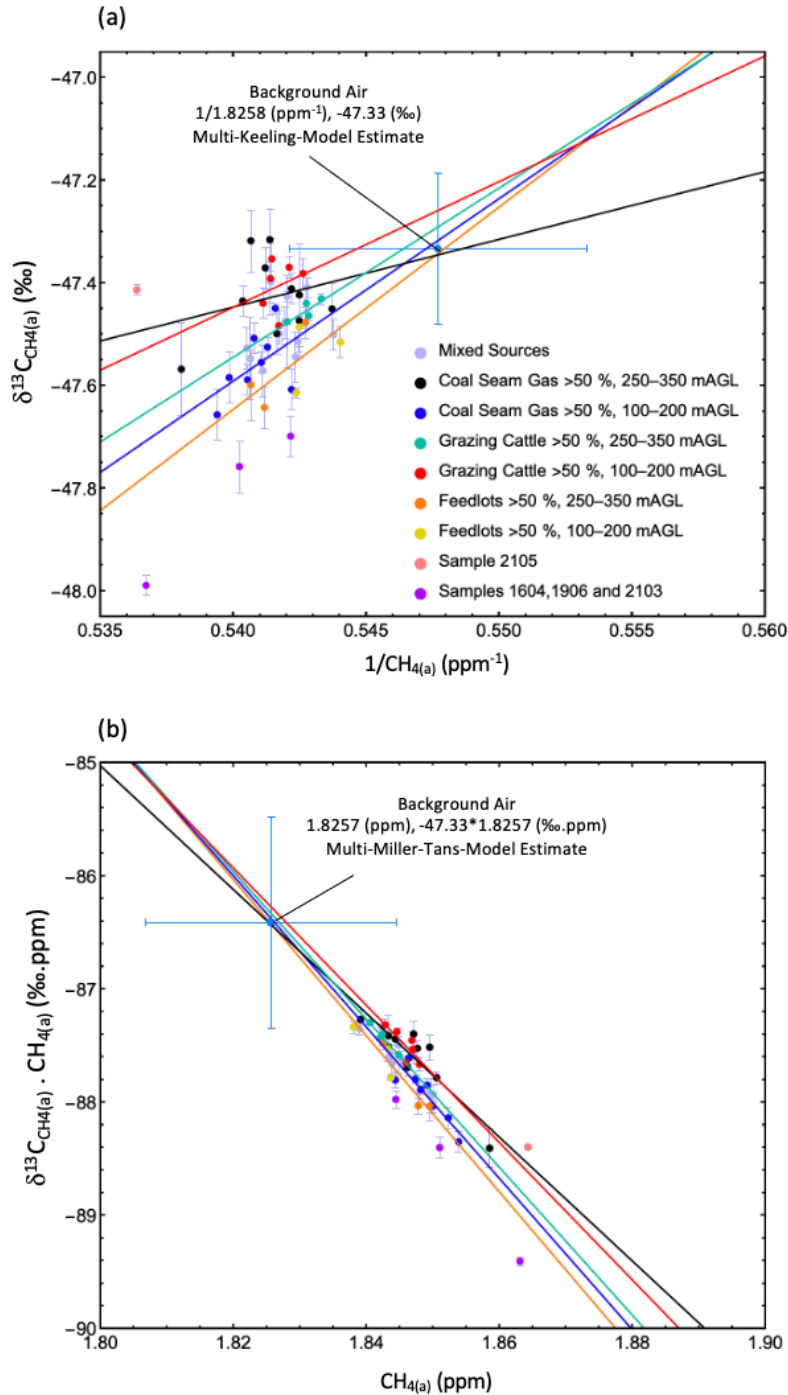 (a)
−47.0
−47.2
−47.4
−47.6
−47.8
−48.0
δ¹³C_CH4(a) (‰)
Background Air
1/1.8258 (ppm⁻¹), -47.33 (‰)
Multi-Keeling-Model Estimate
Mixed Sources
Coal Seam Gas >50 %, 250–350 mAGL
Coal Seam Gas >50 %, 100–200 mAGL
Grazing Cattle >50 %, 250–350 mAGL
Grazing Cattle >50 %, 100–200 mAGL
Feedlots >50 %, 250–350 mAGL
Feedlots >50 %, 100–200 mAGL
Sample 2105
Samples 1604,1906 and 2103
0.535 0.540 0.545 0.550 0.555 0.560
1/CH₄₍ₐ₎ (ppm⁻¹)
(b)
−85
−86
−87
−88
−89
−90
δ¹³C_CH4(a) . CH₄₍ₐ₎ (‰.ppm)
Background Air
1.8257 (ppm), -47.33*1.8257 (‰.ppm)
Multi-Miller-Tans-Model Estimate
1.80 1.82 1.84 1.86 1.88 1.90
CH₄₍ₐ₎ (ppm)